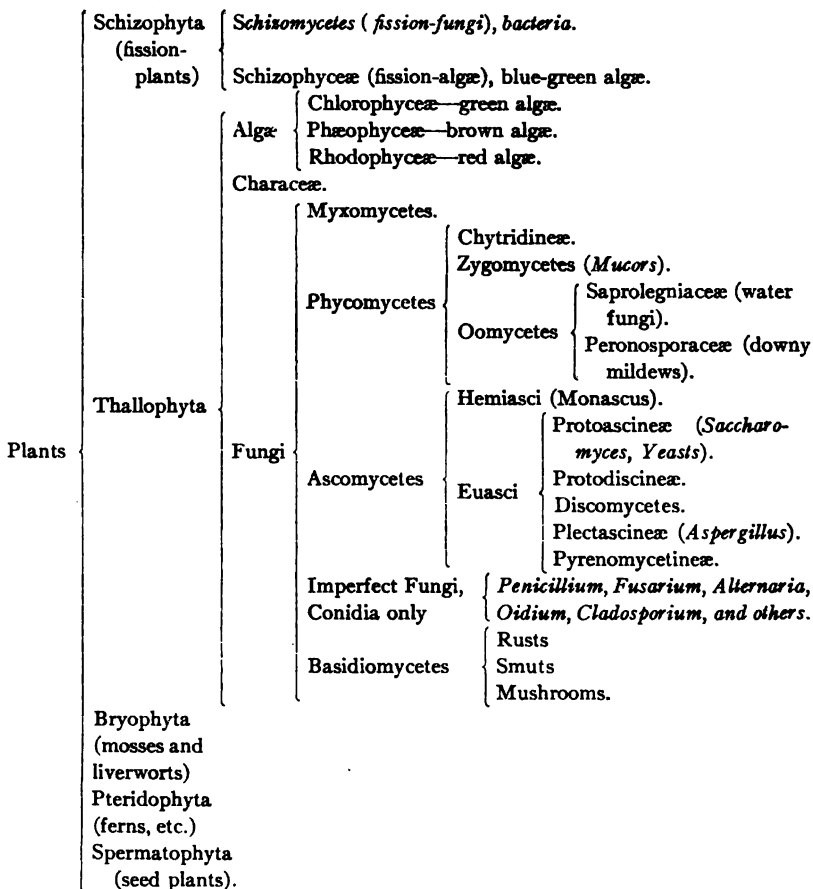 Schizophyta Schizomycetes (fission-fungi), bacteria.
(fission-
plants) Schizophyceæ (fission-algæ), blue-green algæ.
Chlorophyceæ—green algæ.
Algæ Phæophyceæ—brown algæ.
Rhodophyceæ—red algæ.
Characeæ.
Myxomycetes.
Chytridineæ.
Zygomycetes (Mucors).
Phycomycetes Saprolegniaceæ (water
fungi).
Oomycetes Peronosporaceæ (downy
mildews).
Thallophyta Hemiasci (Monascus).
Protoascineæ (Saccharo-
Plants Fungi myces, Yeasts).
Ascomycetes Euasci Protodiscineæ.
Discomycetes.
Plectascineæ (Aspergillus).
Pyrenomycetineæ.
Imperfect Fungi, Penicillium, Fusarium, Alternaria,
Conidia only Oidium, Cladosporium, and others.
Rusts
Basidiomycetes Smuts
Mushrooms.
Bryophyta
(mosses and
liverworts)
Pteridophyta
(ferns, etc.)
Spermatophyta
(seed plants).